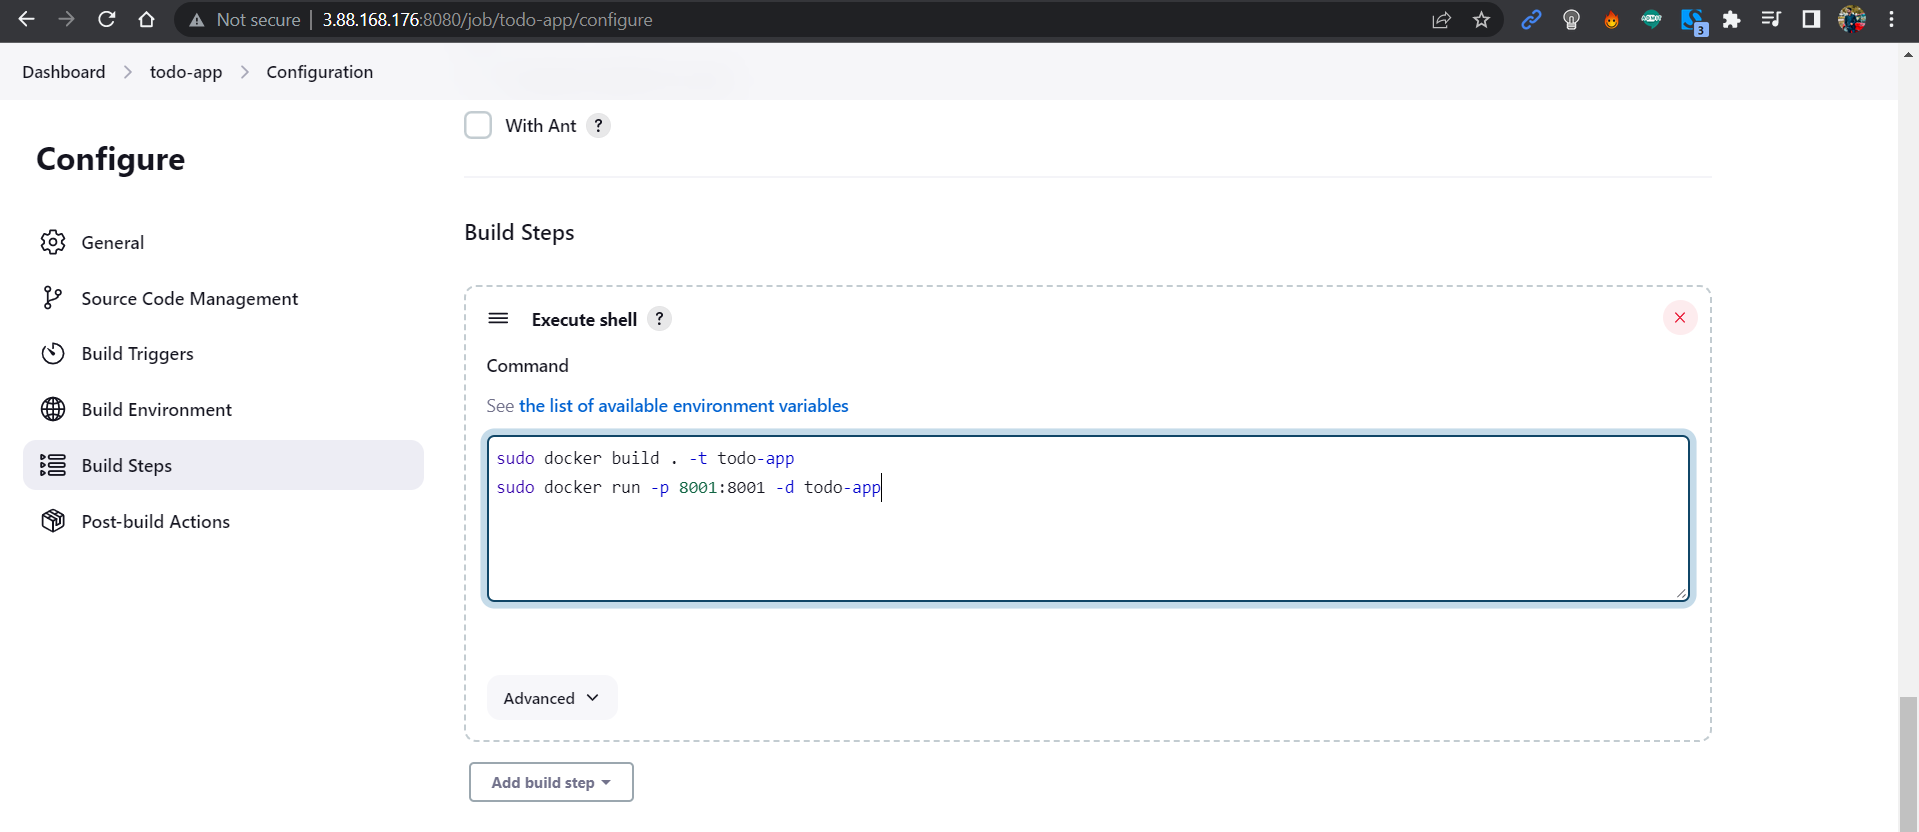 Not secure | 3.88.168.176:8080/job/todo-app/configure
3
Dashboard > todo-app > Configuration
With Ant ?
Configure
General
Source Code Management
Build Triggers
Build Environment
Build Steps
Post-build Actions
Build Steps
Execute shell ?
Command
See the list of available environment variables
sudo docker build . -t todo-app
sudo docker run -p 8001:8001 -d todo-app
Advanced
Add build step